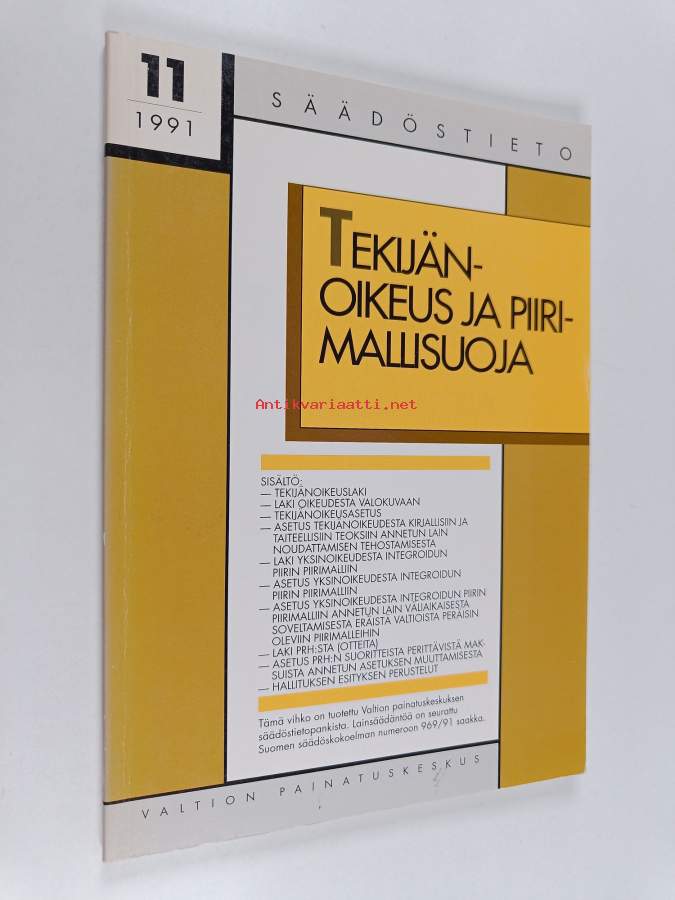 11
1991
SÄÄDÖSTIETO
TEKIJÄN-
OIKEUS JA PIIRI-
MALLISUOJA
Antikvariaatti.net
SISÄLTÖ:
— TEKIJÄNOIKEUSLAKI
— LAKI OIKEUDESTA VALOKUVAAN
— TEKIJÄNOIKEUSASETUS
— ASETUS TEKIJÄNOIKEUDESTA KIRJALLISIIN JA
TAITEELLISIIN TEOKSIIN ANNETUN LAIN
NOUDATTAMISEN TEHOSTAMISESTA
— LAKI YKSINOIKEUDESTA INTEGROIDUN
PIIRIN PIIRIMALLIIN
— ASETUS YKSINOIKEUDESTA INTEGROIDUN
PIIRIN PIIRIMALLIIN
— ASETUS YKSINOIKEUDESTA INTEGROIDUN PIIRIN
PIIRIMALLIIN ANNETUN LAIN VÄLIAIKAISESTA
SOVELTAMISESTA ERÄISTÄ VALTIOISTA PERÄISIN
OLEVIIN PIIRIMALLEIHIN
— LAKI PRH:STA (OTTEITA)
— ASETUS PRH:N SUORITTEISTA PERITTÄVISTÄ MAK-
SUISTA ANNETUN ASETUKSEN MUUTTAMISESTA
— HALLITUKSEN ESITYKSEN PERUSTELUT
Tämä vihko on tuotettu Valtion painatuskeskuksen
säädöstietopankista. Lainsäädäntöä on seurattu
Suomen säädöskokoelman numeroon 969/91 saakka.
VALTION PAINATUSKESKUS